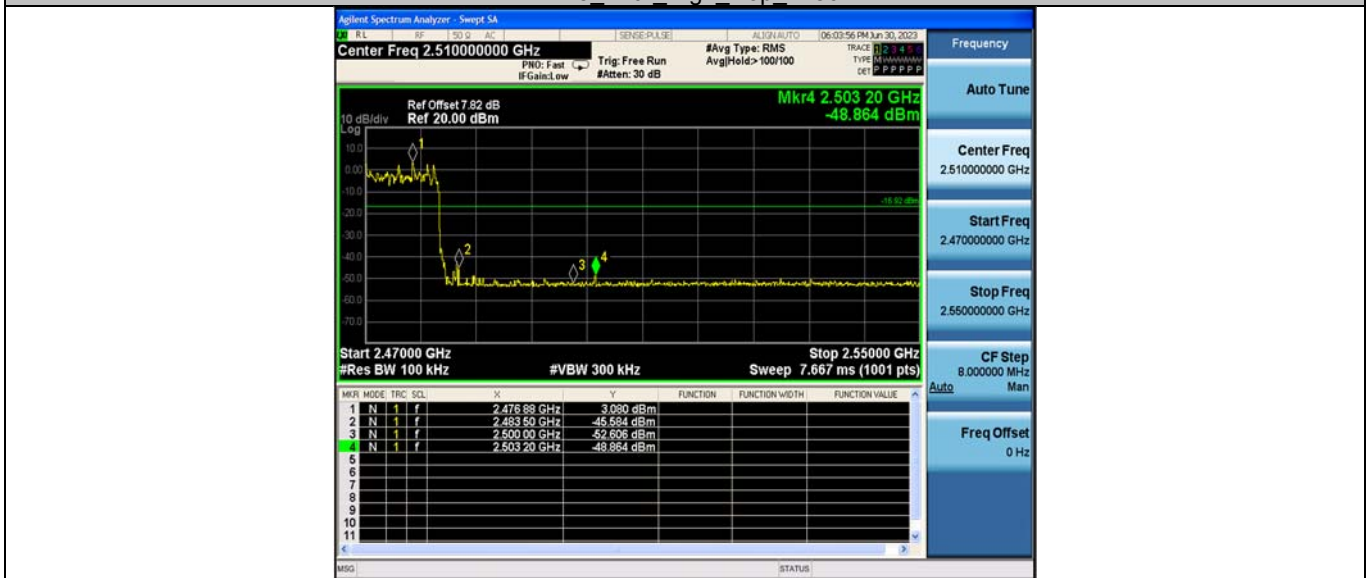 Agilent Spectrum Analyzer - Swept SA
RL RF 50 Ω AC SENSE:PULSE ALIGN AUTO 06:03:56 PM Jun 30, 2023
Center Freq 2.510000000 GHz
PNO: Fast
IFGain:Low
Trig: Free Run
#Atten: 30 dB
#Avg Type: RMS
Avg|Hold:> 100/100
TRACE 1 2 3 4 5 6
TYPE
DET P P P P P P
Mkr4 2.503 20 GHz
-48.864 dBm
Ref Offset 7.82 dB
10 dB/div Ref 20.00 dBm
Log
10.0
0.00
-10.0
-20.0
-30.0
-40.0
-50.0
-60.0
-70.0
1
2
3
4
-16.92 dBm
Start 2.47000 GHz Stop 2.55000 GHz
#Res BW 100 kHz #VBW 300 kHz Sweep 7.667 ms (1001 pts)
MKR MODE TRC SCL X Y FUNCTION FUNCTION WIDTH FUNCTION VALUE
1 N 1 f 2.476 88 GHz 3.080 dBm
2 N 1 f 2.483 50 GHz -45.584 dBm
3 N 1 f 2.500 00 GHz -52.606 dBm
4 N 1 f 2.503 20 GHz -48.864 dBm
5
6
7
8
9
10
11
MSG STATUS
Frequency
Auto Tune
Center Freq
2.510000000 GHz
Start Freq
2.470000000 GHz
Stop Freq
2.550000000 GHz
CF Step
8.000000 MHz
Auto Man
Freq Offset
0 Hz